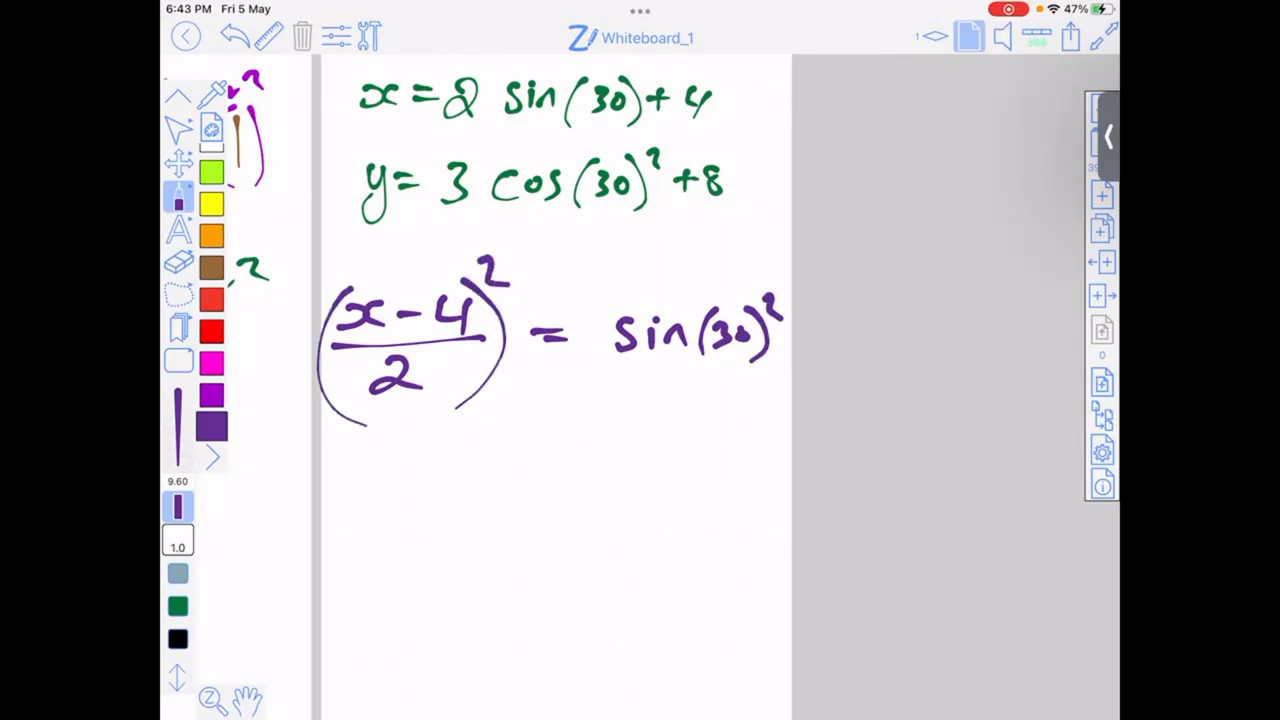 6:43 PM Fri 5 May
47%
Whiteboard_1
x = 2 sin(30) + 4
y = 3 cos(30)² + 8
2
(x - 4)² = sin(30)²
2
9.60
1.0